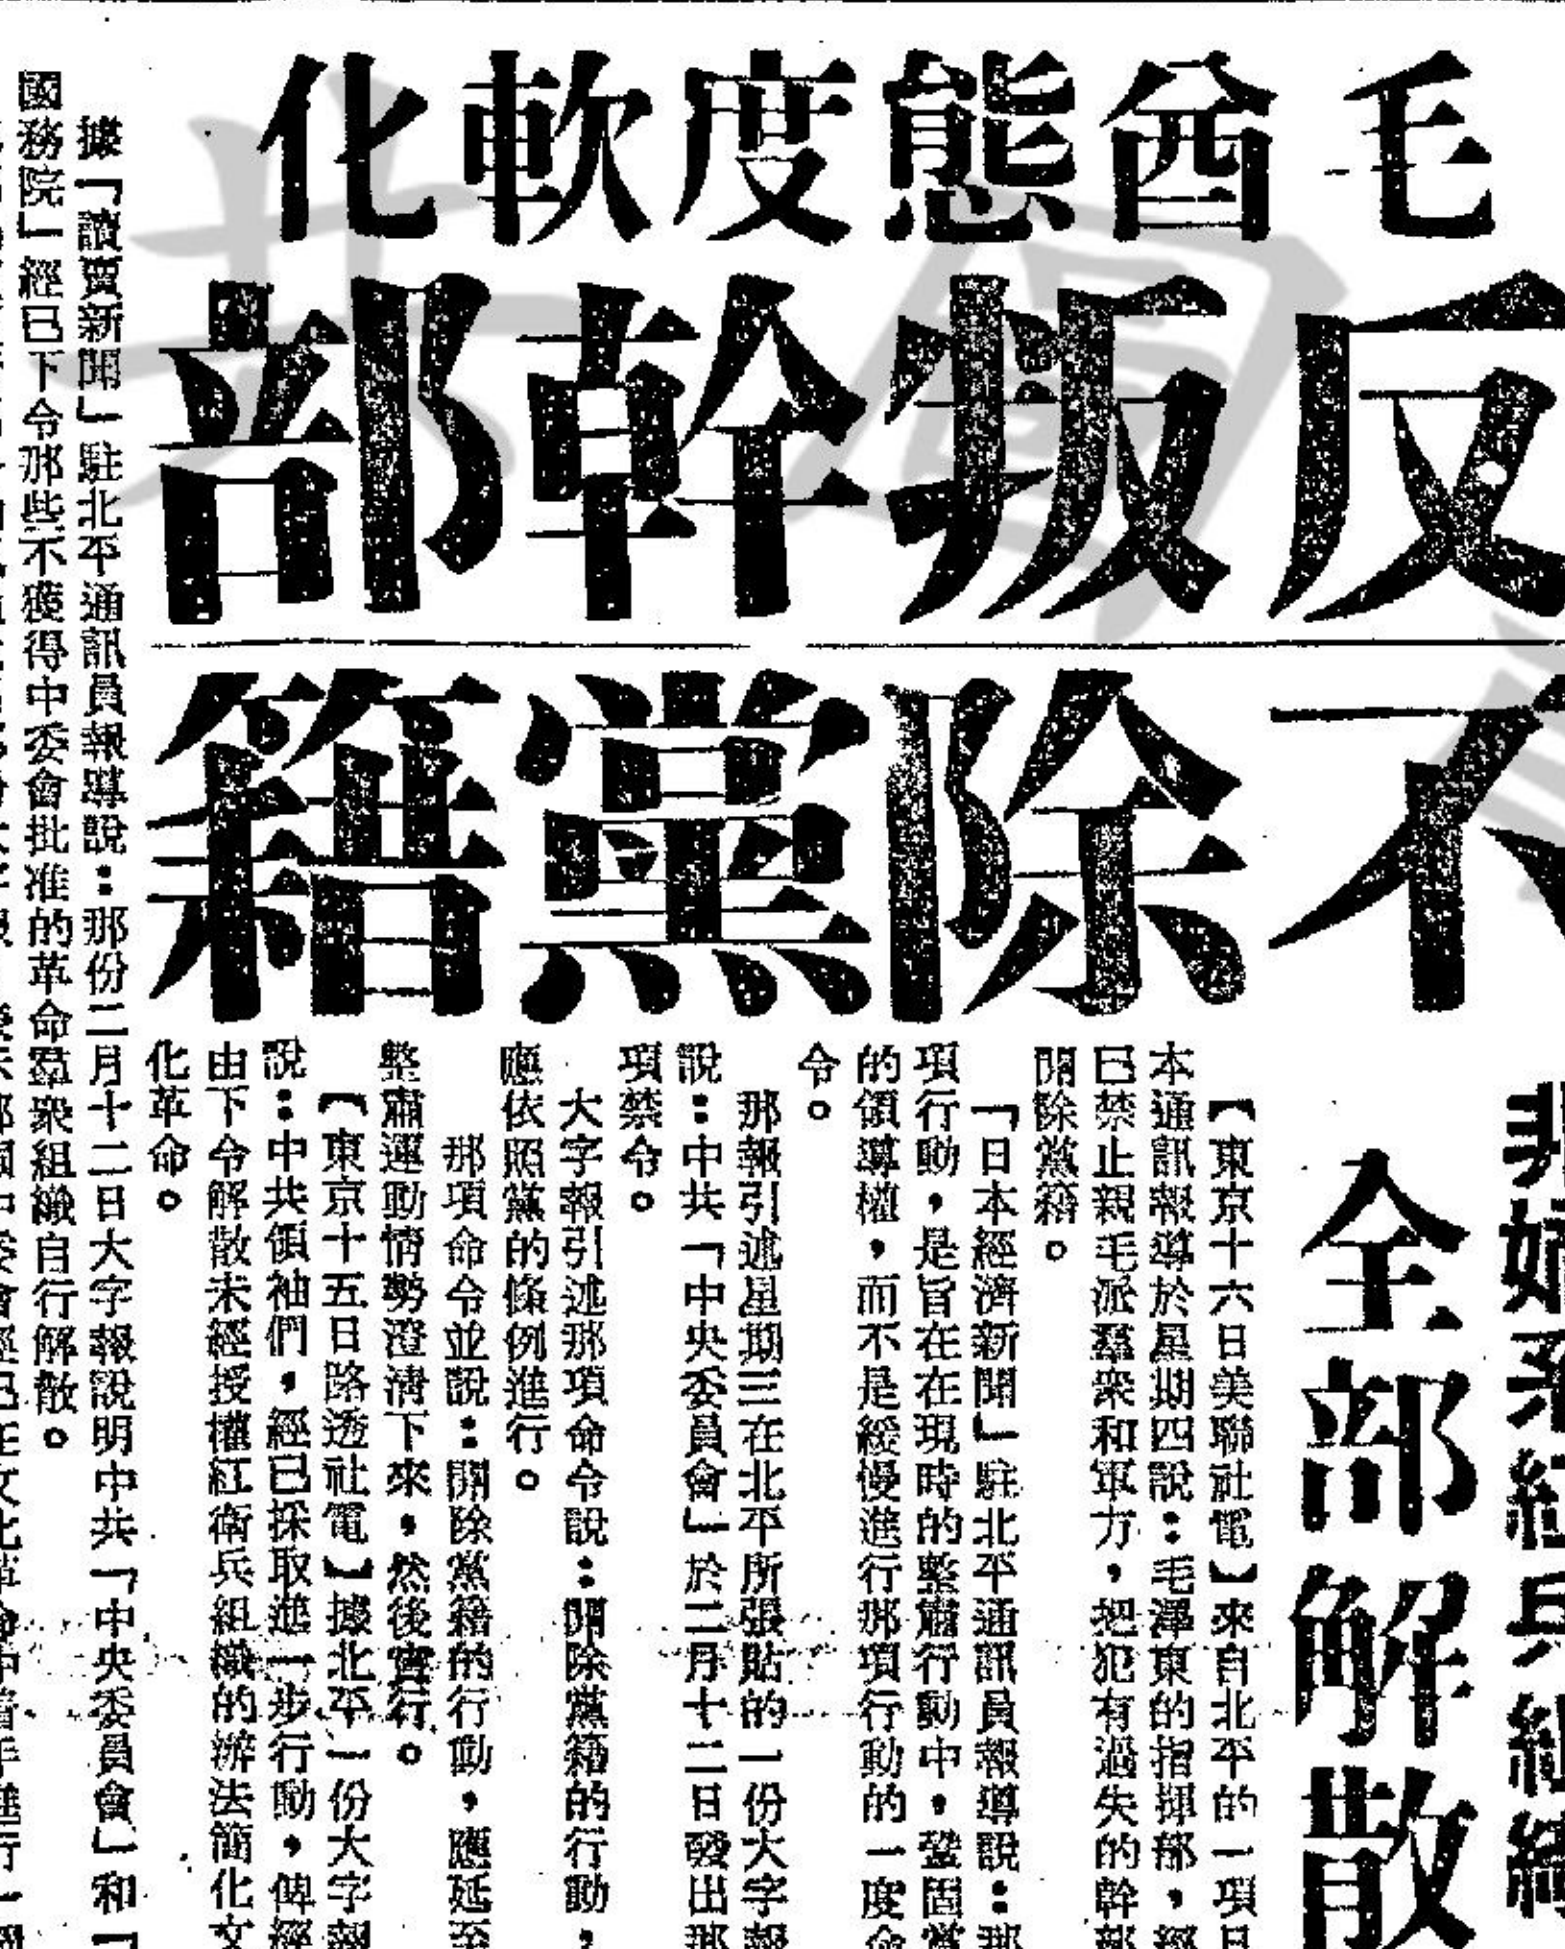 毛酋態度軟化
反叛幹部
不除黨籍
全部解散
【東京十六日美聯社電】來自北平的一項日
本通訊報導於星期四說：毛澤東的指揮部，經
已禁止親毛派羣衆和軍方，把犯有過失的幹部
開除黨籍。
「日本經濟新聞」駐北平通訊員報導說：那
項行動，是旨在在現時的整肅行動中，鞏固黨
的領導權，而不是緩慢進行那項行動的一度命
令。
那報引述星期三在北平所張貼的一份大字報
說：中共「中央委員會」於二月十二日發出那
項禁令。
大字報引述那項命令說：開除黨籍的行動，
應依照黨的條例進行。
那項命令並說：開除黨籍的行動，應延至
整肅運動情勢澄清下來，然後實行。
【東京十五日路透社電】據北平一份大字報
說：中共領袖們，經已採取進一步行動，俾經
由下令解散未經授權紅衛兵組織的辦法簡化文
化革命。
據「讀賣新聞」駐北平通訊員報導說：那份二月十二日大字報說明中共「中央委員會」和「
國務院」經已下令那些不獲得中委會批准的革命羣衆組織自行解散。